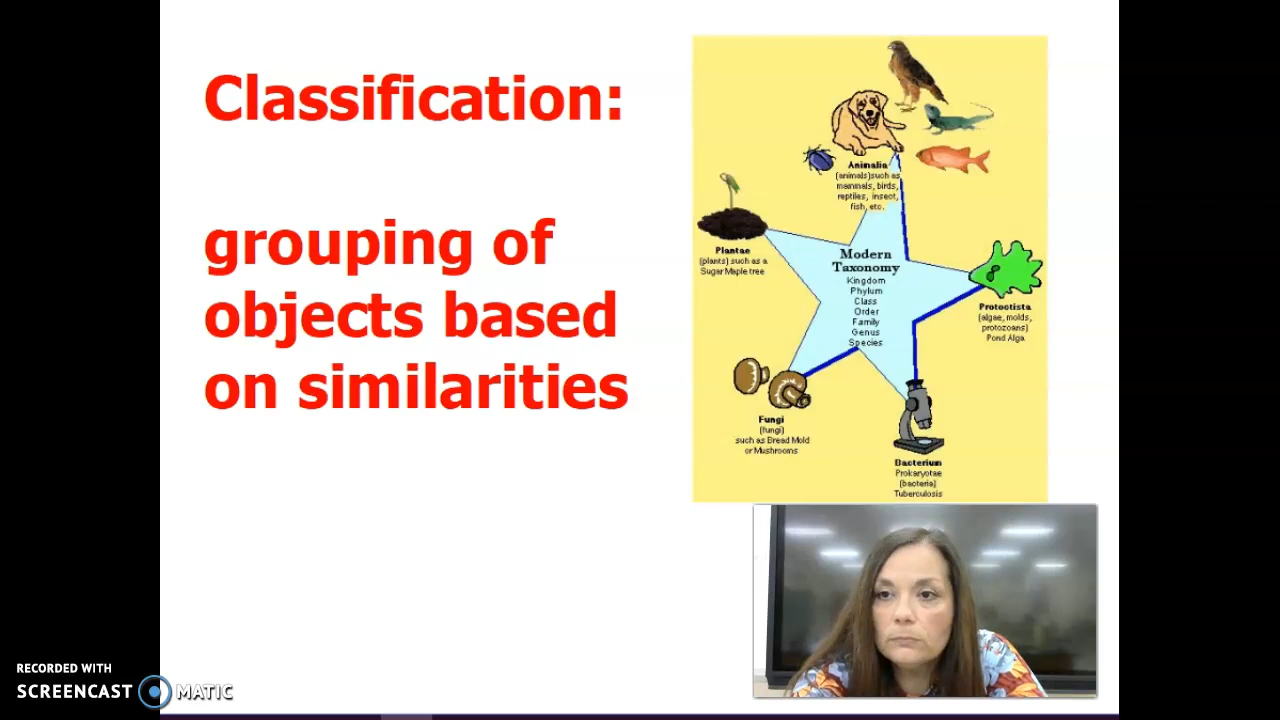 Classification:
grouping of
objects based
on similarities
Animalia
(animals)such as
mammals, birds,
reptiles, insect,
fish, etc.
Plantae
(plants) such as a
Sugar Maple tree
Modern
Taxonomy
Kingdom
Phylum
Class
Order
Family
Genus
Species
Protoctista
(algae, molds,
protozoans)
Pond Alga
Fungi
(fungi)
such as Bread Mold
or Mushrooms
Bacterium
Prokaryotae
(bacteria)
Tuberculosis
RECORDED WITH
SCREENCAST MATIC